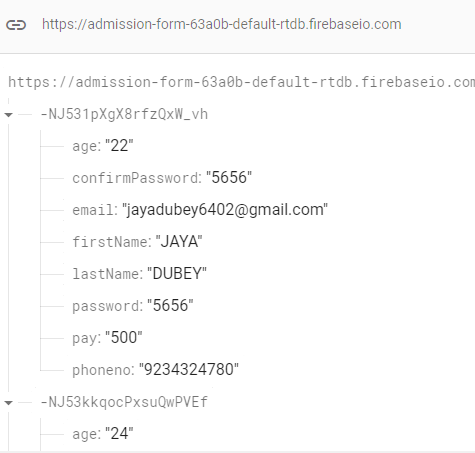 https://admission-form-63a0b-default-rtdb.firebaseio.com
https://admission-form-63a0b-default-rtdb.firebaseio.com
-NJ531pXgX8rfzQxW_vh
age: "22"
confirmPassword: "5656"
email: "jayadubey6402@gmail.com"
firstName: "JAYA"
lastName: "DUBEY"
password: "5656"
pay: "500"
phoneno: "9234324780"
-NJ53kkqocPxsuQwPVEf
age: "24"